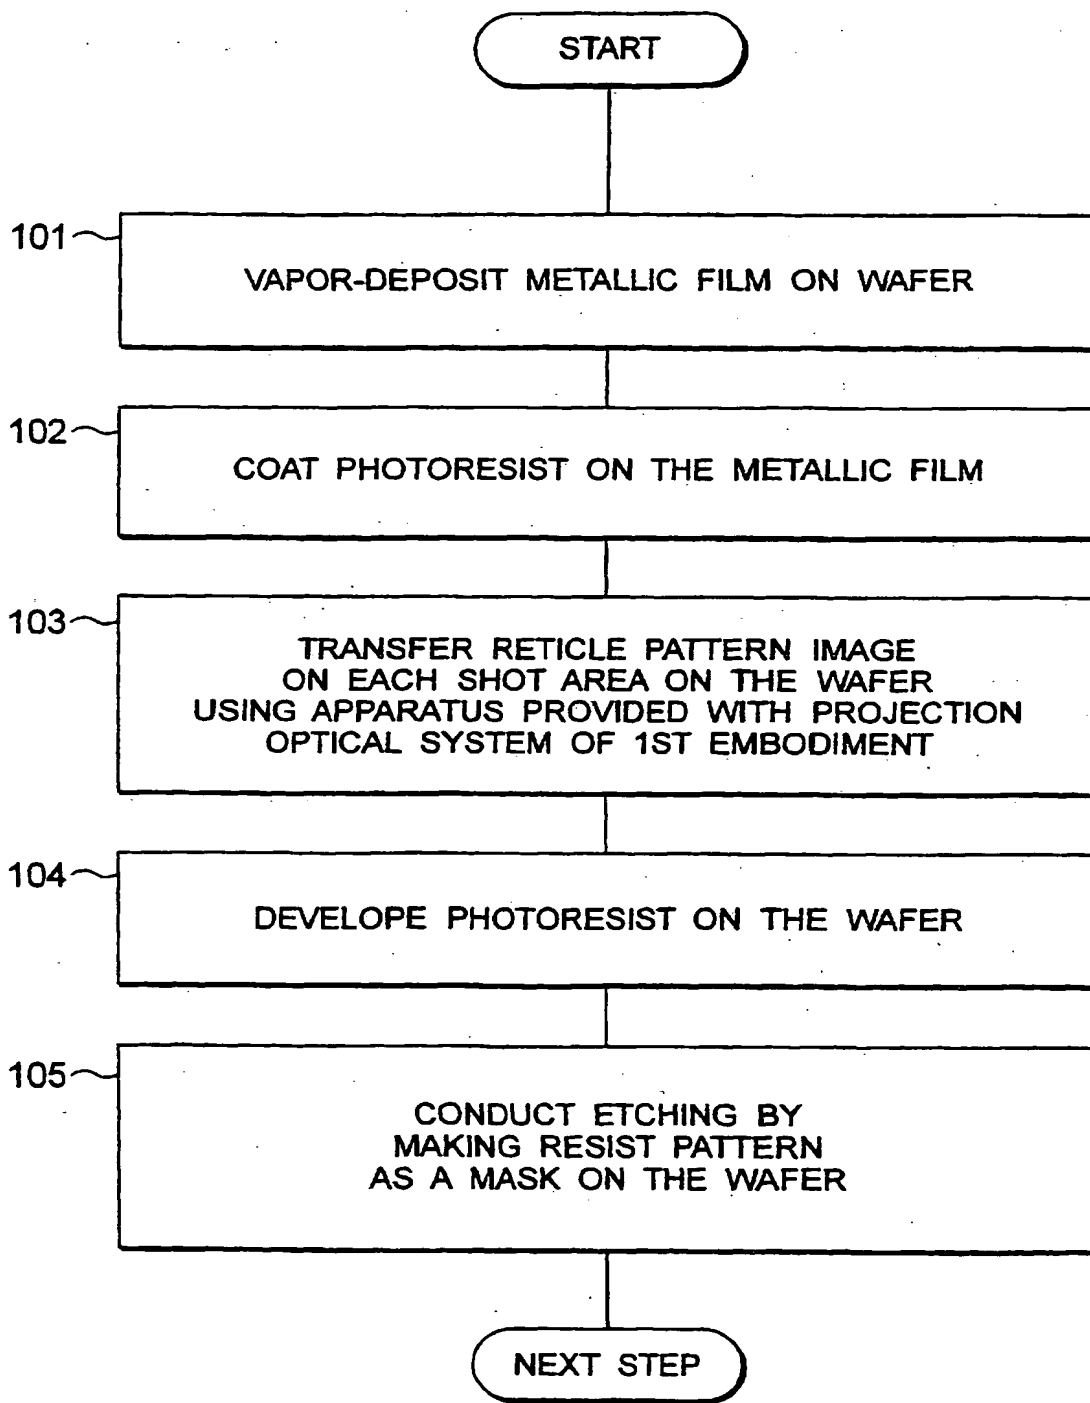 START
101
VAPOR-DEPOSIT METALLIC FILM ON WAFER
102
COAT PHOTORESIST ON THE METALLIC FILM
103
TRANSFER RETICLE PATTERN IMAGE
ON EACH SHOT AREA ON THE WAFER
USING APPARATUS PROVIDED WITH PROJECTION
OPTICAL SYSTEM OF 1ST EMBODIMENT
104
DEVELOPE PHOTORESIST ON THE WAFER
105
CONDUCT ETCHING BY
MAKING RESIST PATTERN
AS A MASK ON THE WAFER
NEXT STEP